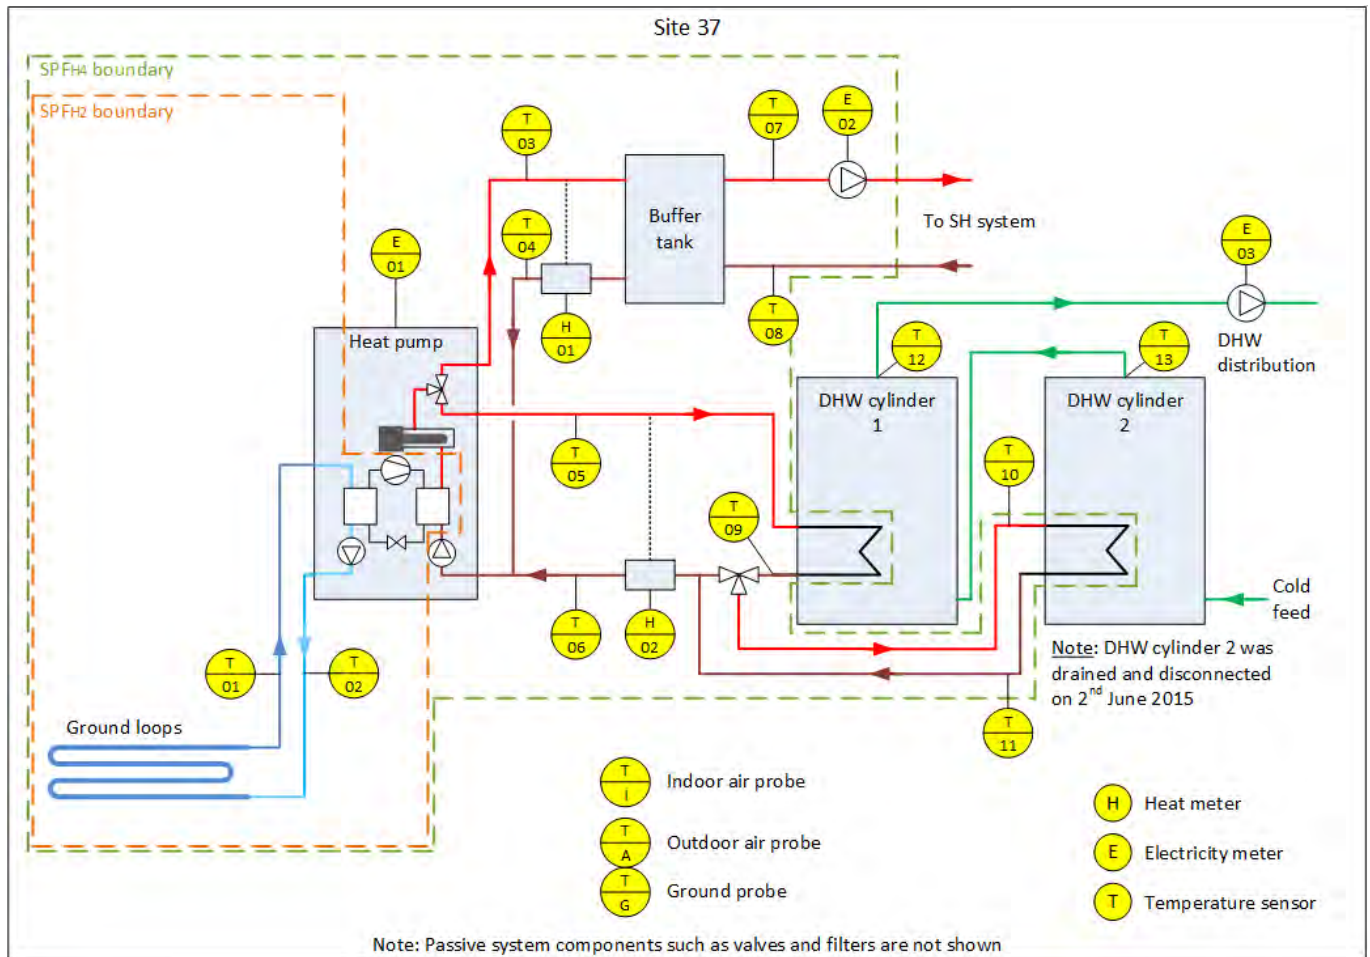 Site 37
SPFH4 boundary
SPFH2 boundary
T
03
T
07
E
02
T
04
Buffer
tank
To SH system
E
01
H
01
T
08
E
03
DHW
distribution
Heat pump
T
12
T
13
DHW cylinder
1
DHW cylinder
2
T
05
T
10
T
09
T
06
H
02
Cold
feed
Note: DHW cylinder 2 was
drained and disconnected
on 2nd June 2015
T
01
T
02
T
11
Ground loops
T
I
Indoor air probe
T
A
Outdoor air probe
T
G
Ground probe
H
Heat meter
E
Electricity meter
T
Temperature sensor
Note: Passive system components such as valves and filters are not shown